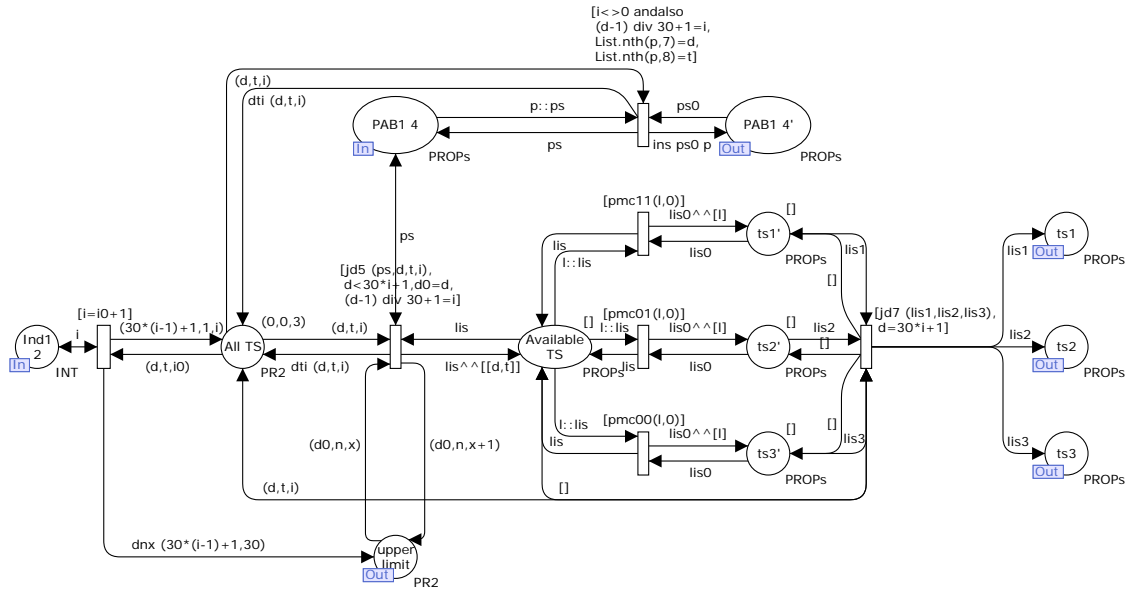 [i<>0 andalso
(d-1) div 30+1=i,
List.nth(p,7)=d,
List.nth(p,8)=t]
(d,t,i)
dti (d,t,i)
PAB1 4
In
PROPs
p::ps
ps
ps0
ins ps0 p
PAB1 4'
Out
PROPs
ps
[jd5 (ps,d,t,i),
d<30*i+1,d0=d,
(d-1) div 30+1=i]
[pmc11(l,0)]
lis0^^[l]
lis0
lis
l::lis
ts1'
[]
PROPs
lis1
[]
lis1
ts1
Out
PROPs
[i=i0+1]
Ind1
2
In
INT
i
(30*(i-1)+1,1,i)
(d,t,i0)
All TS
(0,0,3)
PR2
(d,t,i)
dti (d,t,i)
lis
lis^^[[d,t]]
Available
TS
[]
PROPs
l::lis
lis
[pmc01(l,0)]
lis0^^[l]
lis0
ts2'
[]
PROPs
lis2
[]
[jd7 (lis1,lis2,lis3),
d=30*i+1]
lis2
ts2
Out
PROPs
[pmc00(l,0)]
l::lis
lis
lis0^^[l]
lis0
ts3'
[]
PROPs
[]
lis3
lis3
ts3
Out
PROPs
(d0,n,x)
(d0,n,x+1)
(d,t,i)
[]
dnx (30*(i-1)+1,30)
upper
limit
Out
PR2